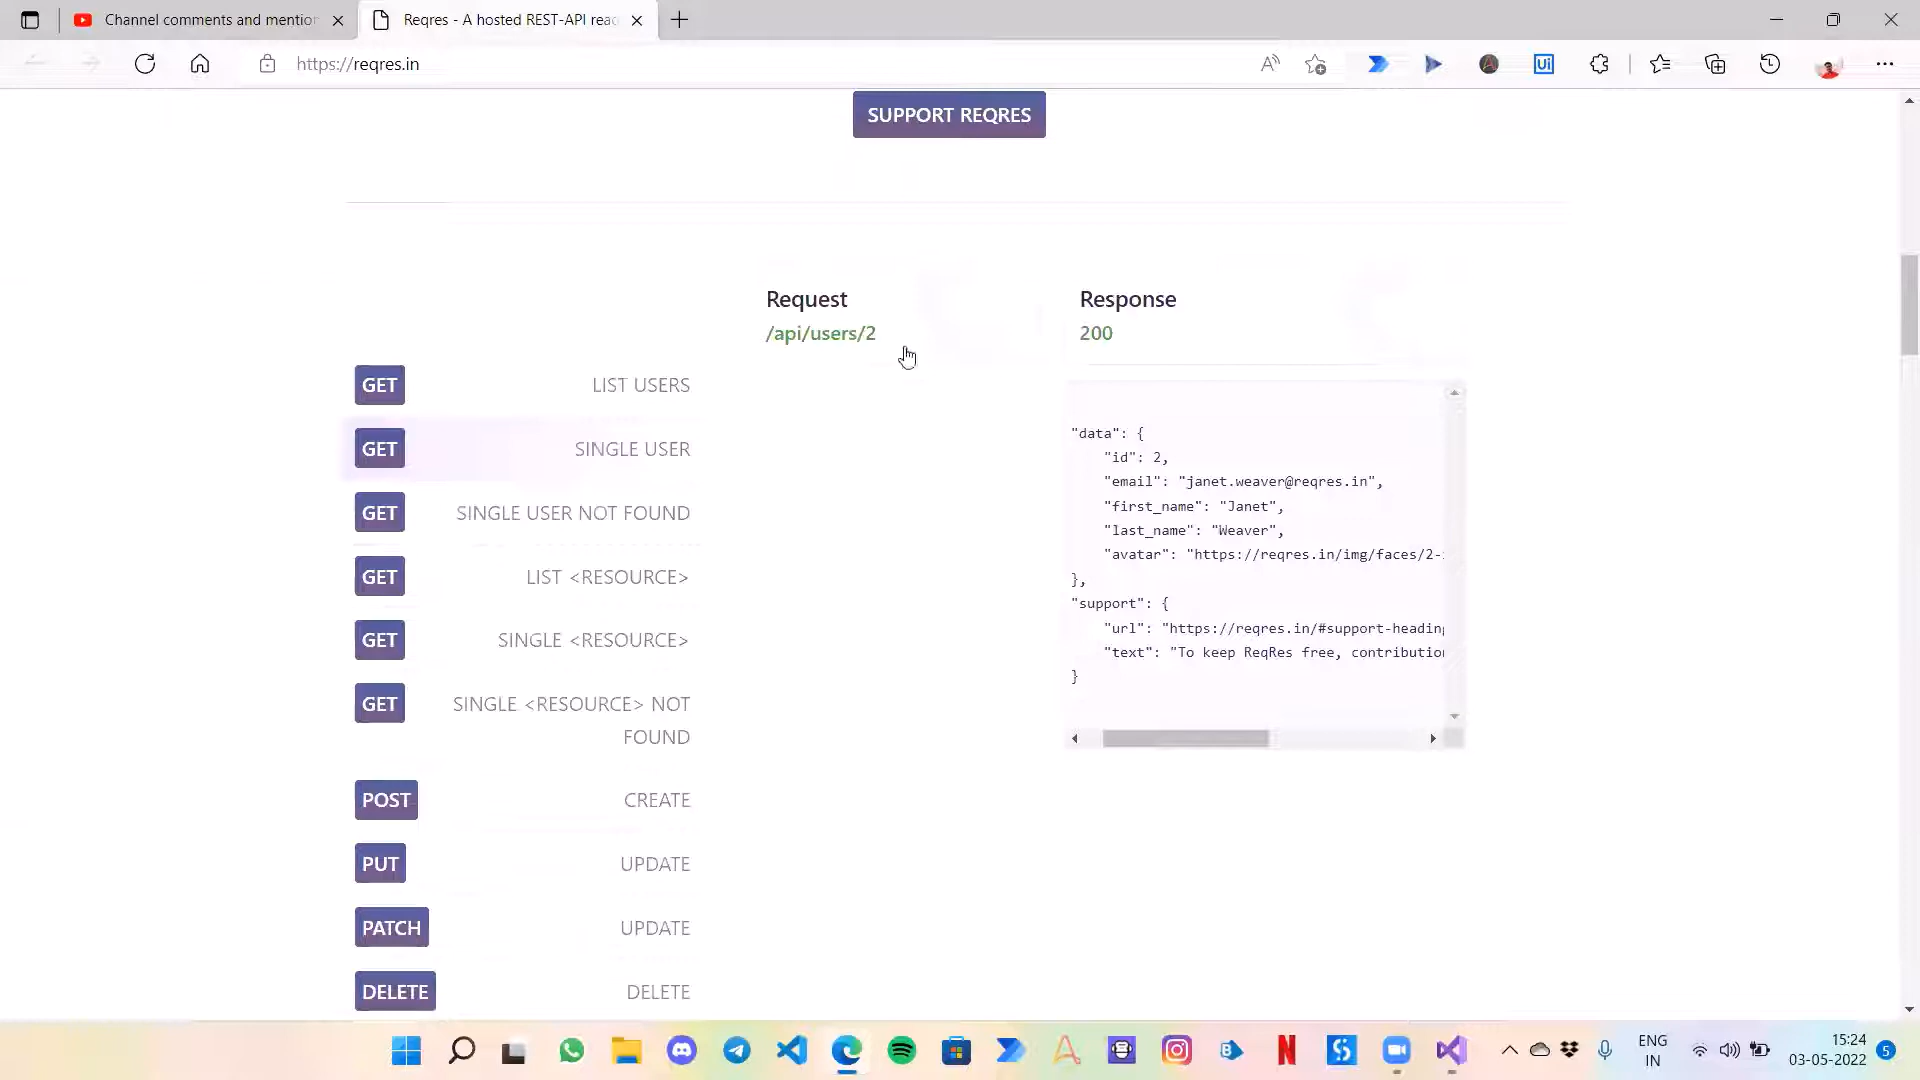 Channel comments and mention
Reqres - A hosted REST-API reac
https://reqres.in
SUPPORT REQRES
Request
/api/users/2
Response
200
GET LIST USERS
GET SINGLE USER
GET SINGLE USER NOT FOUND
GET LIST <RESOURCE>
GET SINGLE <RESOURCE>
GET SINGLE <RESOURCE> NOT
FOUND
POST CREATE
PUT UPDATE
PATCH UPDATE
DELETE DELETE
"data": {
"id": 2,
"email": "janet.weaver@reqres.in",
"first_name": "Janet",
"last_name": "Weaver",
"avatar": "https://reqres.in/img/faces/2-
},
"support": {
"url": "https://reqres.in/#support-heading
"text": "To keep ReqRes free, contribution
}
ENG
IN
15:24
03-05-2022
5